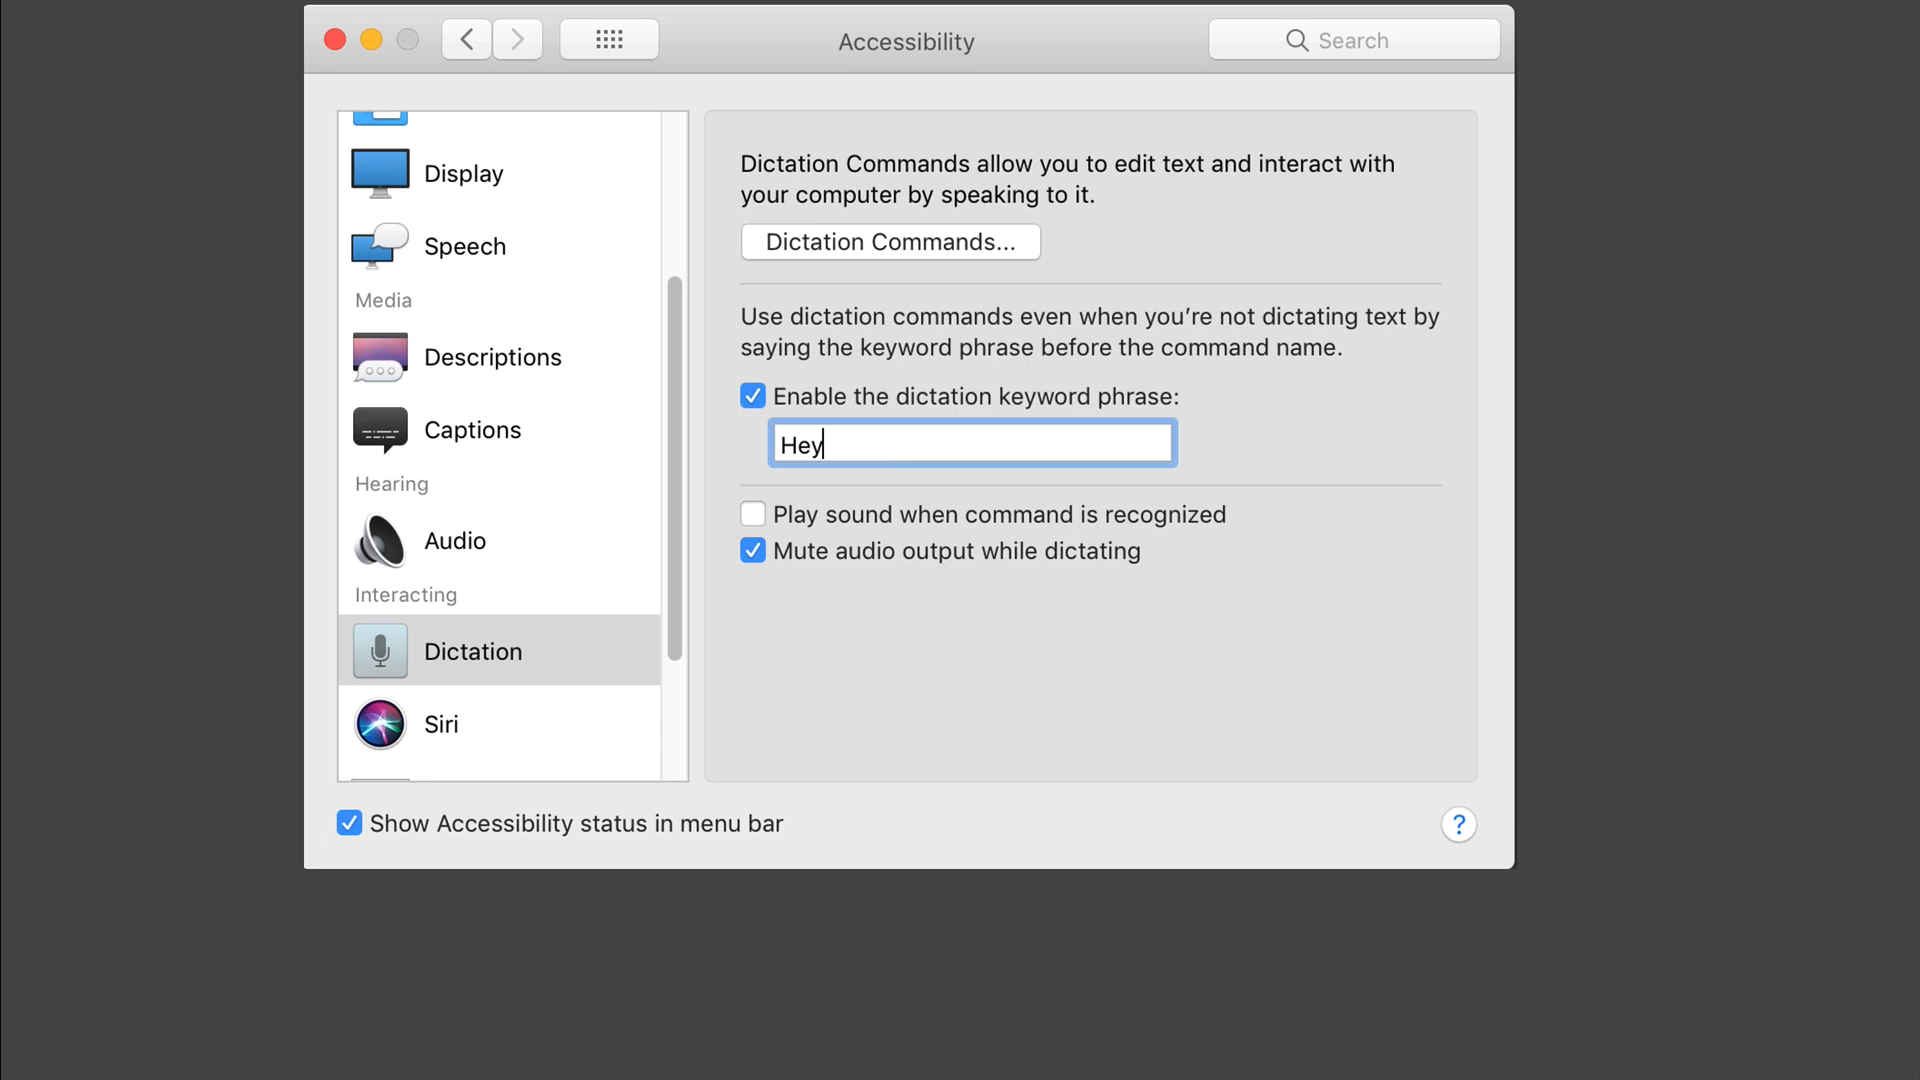 Accessibility
Search
Display
Speech
Media
Descriptions
Captions
Hearing
Audio
Interacting
Dictation
Siri
Dictation Commands allow you to edit text and interact with
your computer by speaking to it.
Dictation Commands...
Use dictation commands even when you’re not dictating text by
saying the keyword phrase before the command name.
Enable the dictation keyword phrase:
Hey
Play sound when command is recognized
Mute audio output while dictating
Show Accessibility status in menu bar
?